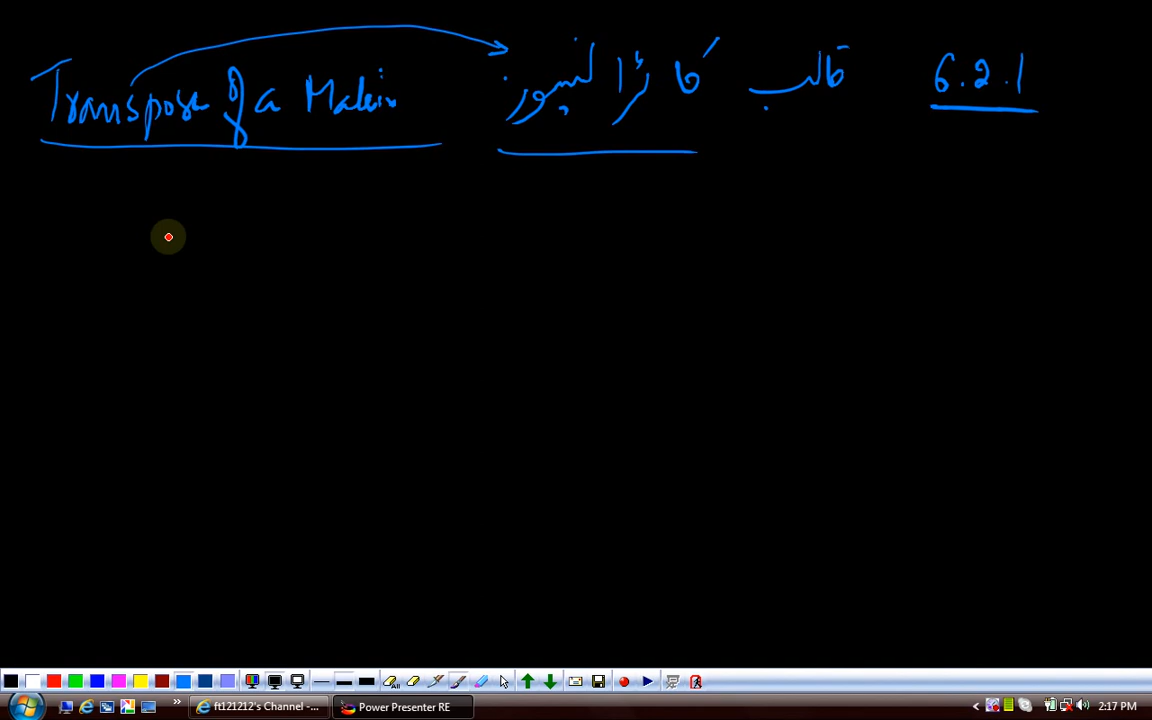 Transpose of a Matrix قالب کا ٹرانسپوز 6.2.1
ft121212's Channel -... Power Presenter RE 2:17 PM